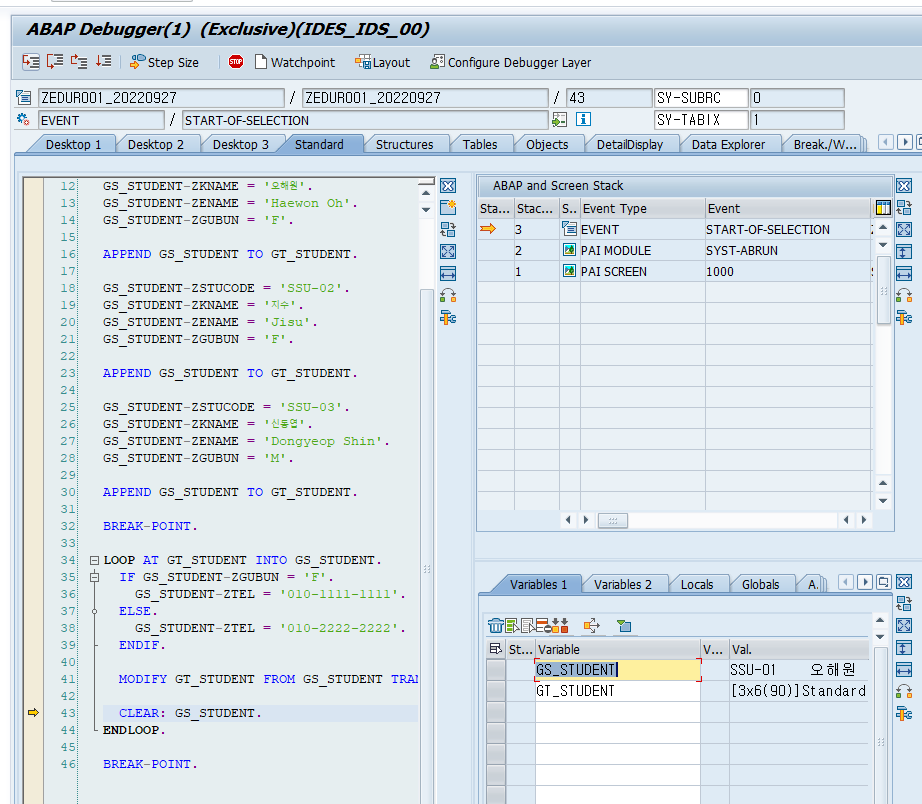 ABAP Debugger(1) (Exclusive)(IDES_IDS_00)
Step Size STOP Watchpoint Layout Configure Debugger Layer
ZEDUR001_20220927 / ZEDUR001_20220927 / 43 SY-SUBRC 0
EVENT / START-OF-SELECTION SY-TABIX 1
Desktop 1 Desktop 2 Desktop 3 Standard Structures Tables Objects DetailDisplay Data Explorer Break./W...
12 GS_STUDENT-ZKNAME = '오해원'.
13 GS_STUDENT-ZENAME = 'Haewon Oh'.
14 GS_STUDENT-ZGUBUN = 'F'.
15
16 APPEND GS_STUDENT TO GT_STUDENT.
17
18 GS_STUDENT-ZSTUCODE = 'SSU-02'.
19 GS_STUDENT-ZKNAME = '지수'.
20 GS_STUDENT-ZENAME = 'Jisu'.
21 GS_STUDENT-ZGUBUN = 'F'.
22
23 APPEND GS_STUDENT TO GT_STUDENT.
24
25 GS_STUDENT-ZSTUCODE = 'SSU-03'.
26 GS_STUDENT-ZKNAME = '신동엽'.
27 GS_STUDENT-ZENAME = 'Dongyeop Shin'.
28 GS_STUDENT-ZGUBUN = 'M'.
29
30 APPEND GS_STUDENT TO GT_STUDENT.
31
32 BREAK-POINT.
33
34 LOOP AT GT_STUDENT INTO GS_STUDENT.
35 IF GS_STUDENT-ZGUBUN = 'F'.
36 GS_STUDENT-ZTEL = '010-1111-1111'.
37 ELSE.
38 GS_STUDENT-ZTEL = '010-2222-2222'.
39 ENDIF.
40
41 MODIFY GT_STUDENT FROM GS_STUDENT TRAN
42
43 CLEAR: GS_STUDENT.
44 ENDLOOP.
45
46 BREAK-POINT.
ABAP and Screen Stack
Sta... Stac... S.. Event Type Event
3 EVENT START-OF-SELECTION
2 PAI MODULE SYST-ABRUN
1 PAI SCREEN 1000
Variables 1 Variables 2 Locals Globals A.
St... Variable V... Val.
GS_STUDENT SSU-01 오해원
GT_STUDENT [3x6(90)]Standard